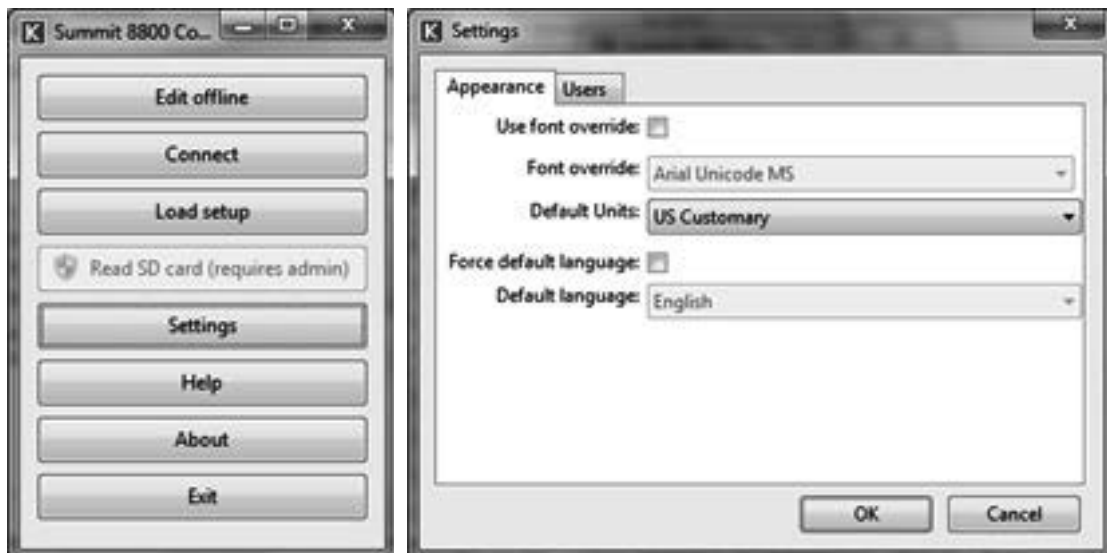 Summit 8800 Co...
Edit offline
Connect
Load setup
Read SD card (requires admin)
Settings
Help
About
Exit
Settings
Appearance
Users
Use font override:
Font override: Arial Unicode MS
Default Units: US Customary
Force default language:
Default language: English
OK
Cancel